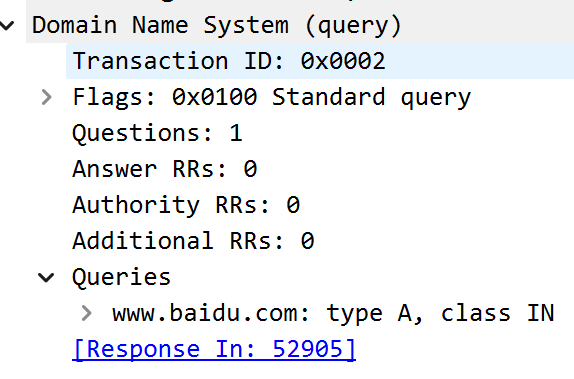 Domain Name System (query)
Transaction ID: 0x0002
Flags: 0x0100 Standard query
Questions: 1
Answer RRs: 0
Authority RRs: 0
Additional RRs: 0
Queries
www.baidu.com: type A, class IN
[Response In: 52905]